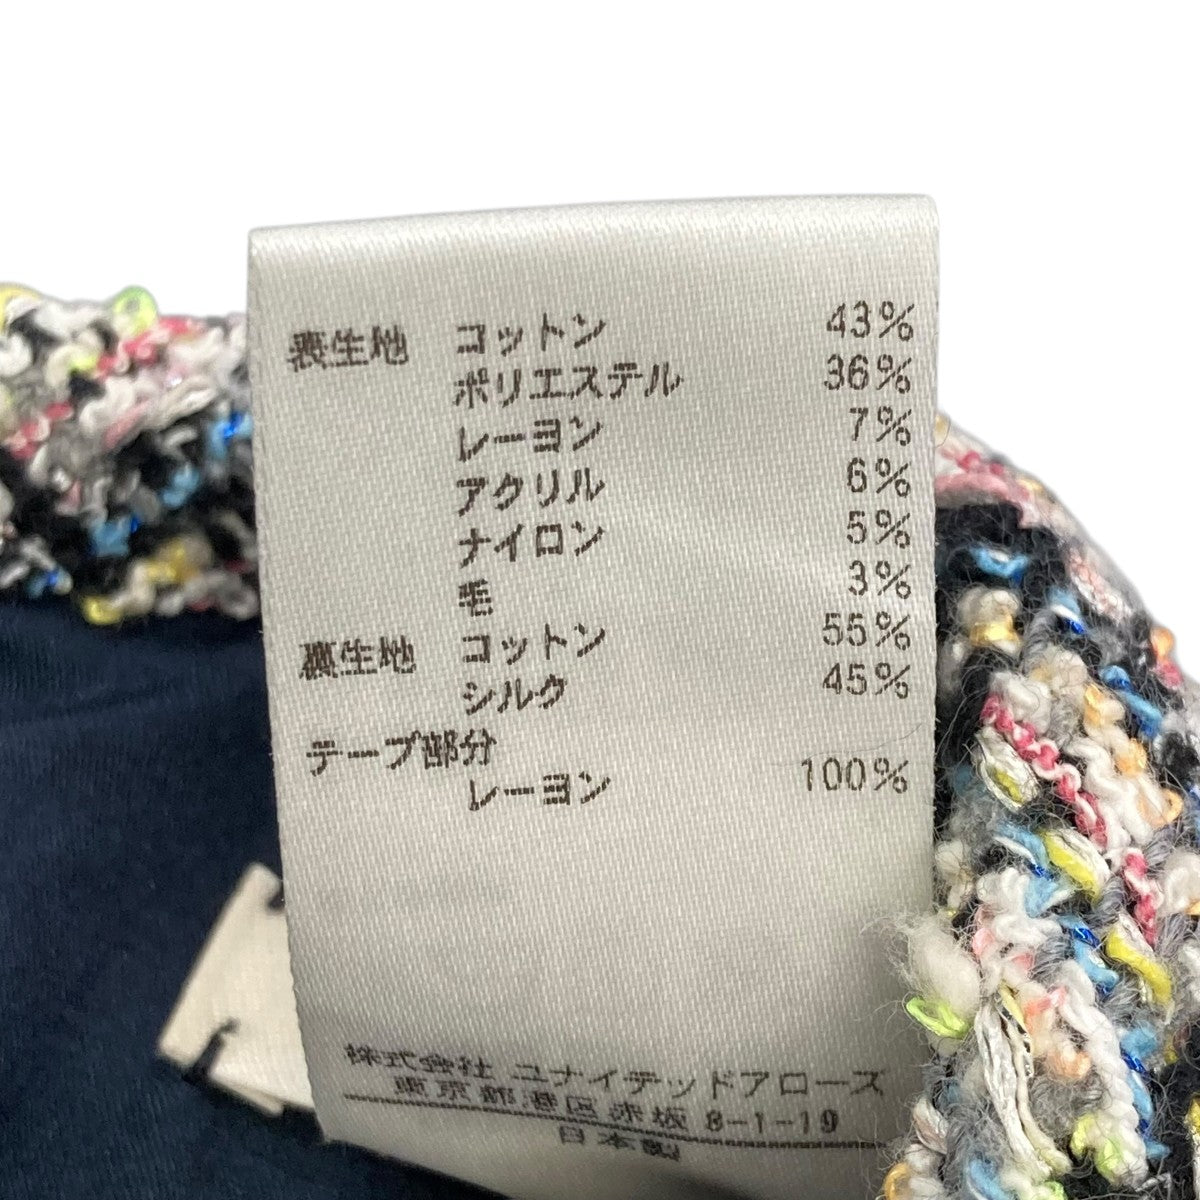 表生地 コットン 43%
ポリエステル 36%
レーヨン 7%
アクリル 6%
ナイロン 5%
毛 3%
裏生地 コットン 55%
シルク 45%
テープ部分
レーヨン 100%
株式会社 ユナイテッドアローズ
東京都港区赤坂 8-1-19
日本製